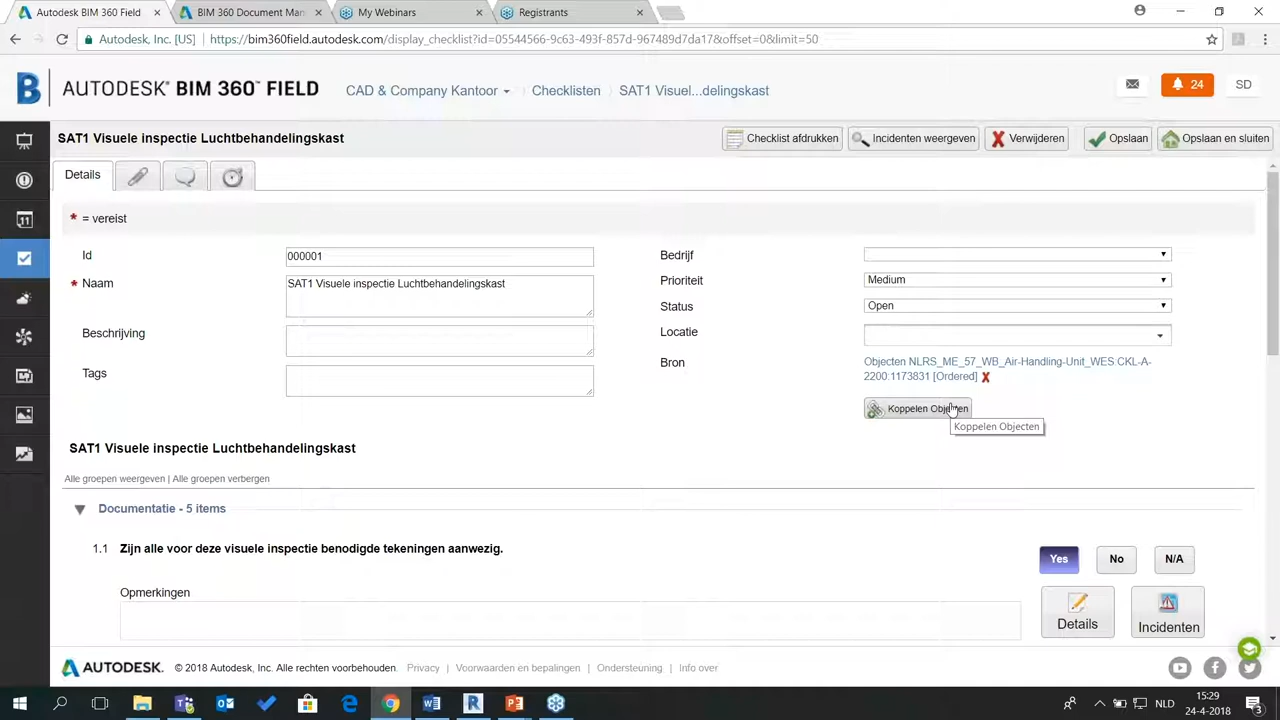 Autodesk BIM 360 Field
BIM 360 Document Man
My Webinars
Registrants
Autodesk, Inc. [US] https://bim360field.autodesk.com/display_checklist?id=05544566-9c63-493f-857d-967489d7da17&offset=0&limit=50
B AUTODESK® BIM 360™ FIELD
CAD & Company Kantoor
Checklisten
SAT1 Visuel...delingskast
24
SD
SAT1 Visuele inspectie Luchtbehandelingskast
Checklist afdrukken
Incidenten weergeven
Verwijderen
Opslaan
Opslaan en sluiten
Details
* = vereist
Id
000001
Bedrijf
* Naam
SAT1 Visuele inspectie Luchtbehandelingskast
Prioriteit
Medium
Status
Open
Beschrijving
Locatie
Tags
Bron
Objecten NLRS_ME_57_WB_Air-Handling-Unit_WES:CKL-A-
2200:1173831 [Ordered]
Koppelen Objecten
Koppelen Objecten
SAT1 Visuele inspectie Luchtbehandelingskast
Alle groepen weergeven | Alle groepen verbergen
Documentatie - 5 items
1.1 Zijn alle voor deze visuele inspectie benodigde tekeningen aanwezig.
Yes
No
N/A
Opmerkingen
Details
Incidenten
AUTODESK. © 2018 Autodesk, Inc. Alle rechten voorbehouden. Privacy | Voorwaarden en bepalingen | Ondersteuning | Info over
NLD
15:29
24-4-2018
3